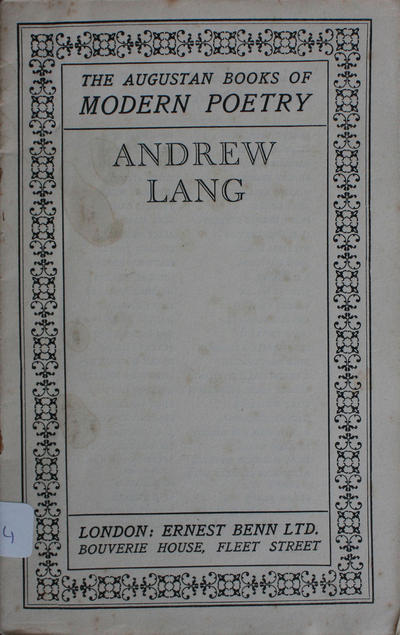 THE AUGUSTAN BOOKS OF
MODERN POETRY
ANDREW
LANG
LONDON: ERNEST BENN LTD.
BOUVERIE HOUSE, FLEET STREET
4